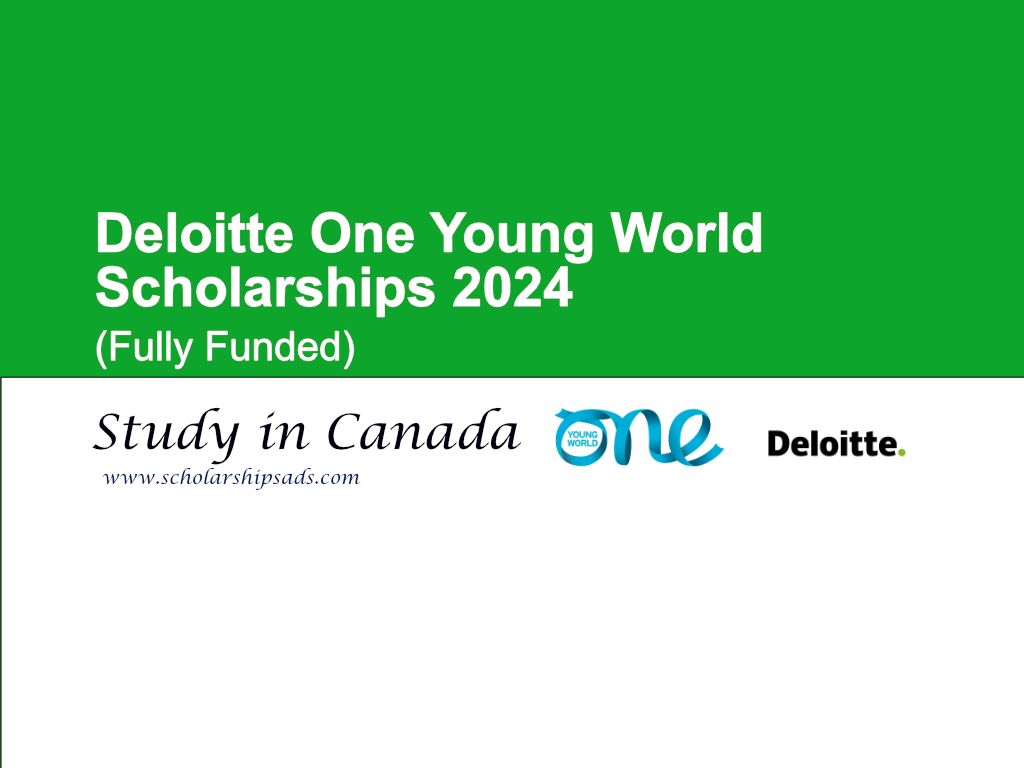 Deloitte One Young World
Scholarships 2024
(Fully Funded)
Study in Canada
www.scholarshipsads.com
YOUNG
WORLD
one
Deloitte.